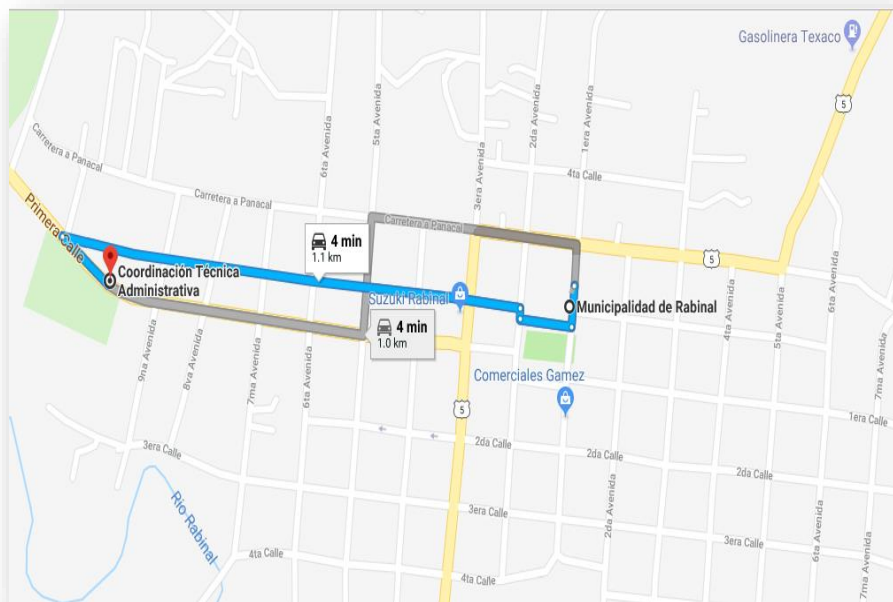 Gasolinera Texaco
5
Carretera a Panacal
6ta Avenida
5ta Avenida
3era Avenida
2da Avenida
1era Avenida
4ta Calle
6ta Avenida
Carretera a Panacal
Carretera a Panacal
Primera Calle
4 min
1.1 km
5
Coordinación Técnica
Administrativa
Suzuki Rabinal
Municipalidad de Rabinal
4 min
1.0 km
4ta Avenida
5ta Avenida
9na Avenida
8va Avenida
7ma Avenida
6ta Avenida
Comerciales Gamez
7ma Avenida
5
1era Calle
2da Calle
2da Calle
2da Calle
3era Calle
Rio Rabinal
3era Calle
2da Avenida
3era Calle
6ta Avenida
7ma Avenida
4ta Calle
4ta Calle